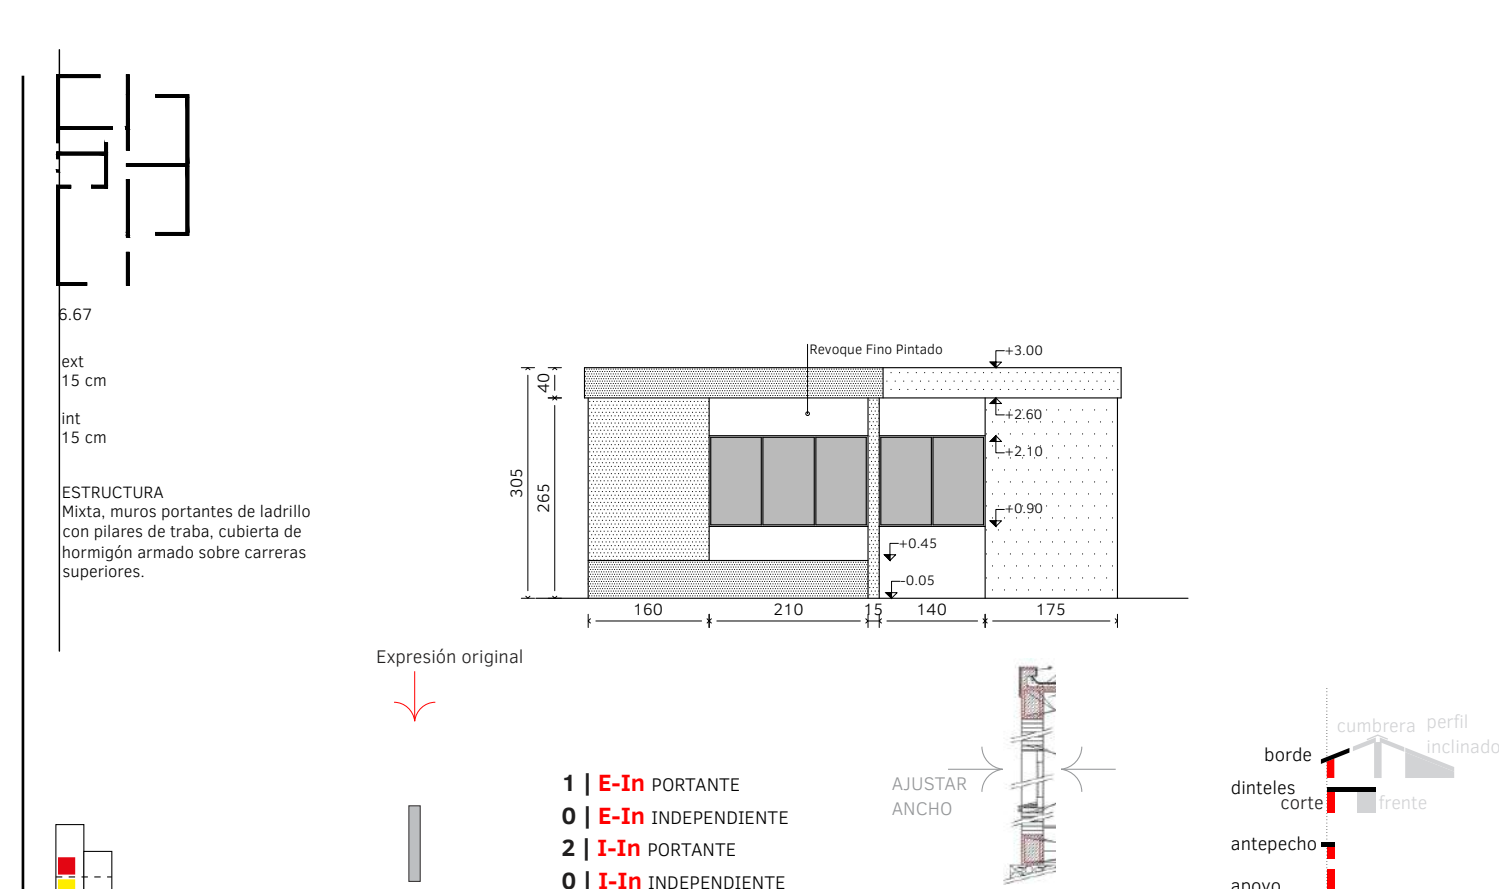 6.67
ext
15 cm
int
15 cm
ESTRUCTURA
Mixta, muros portantes de ladrillo
con pilares de traba, cubierta de
hormigón armado sobre carreras
superiores.
Revoque Fino Pintado
+3.00
40
+2.60
+2.10
305
265
+0.90
+0.45
-0.05
160
210
15
140
175
Expresión original
1 | E-In PORTANTE
0 | E-In INDEPENDIENTE
2 | I-In PORTANTE
0 | I-In INDEPENDIENTE
AJUSTAR
ANCHO
cumbrera
perfil
inclinado
borde
dinteles
corte
frente
antepecho
apoyo